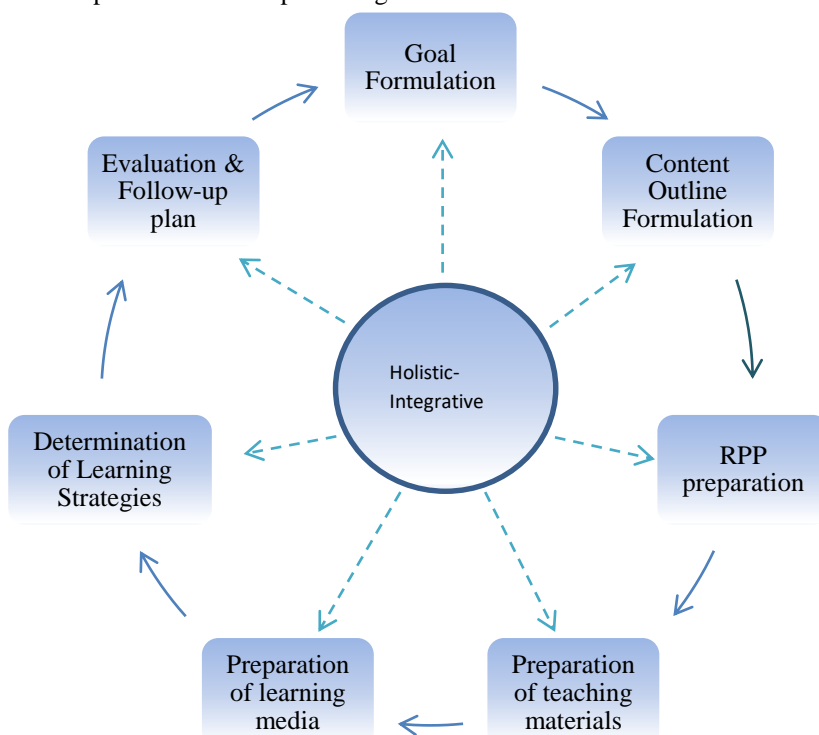 Goal
Formulation
Evaluation &
Follow-up
plan
Content
Outline
Formulation
Holistic-
Integrative
Determination
of Learning
Strategies
RPP
preparation
Preparation
of learning
media
Preparation
of teaching
materials